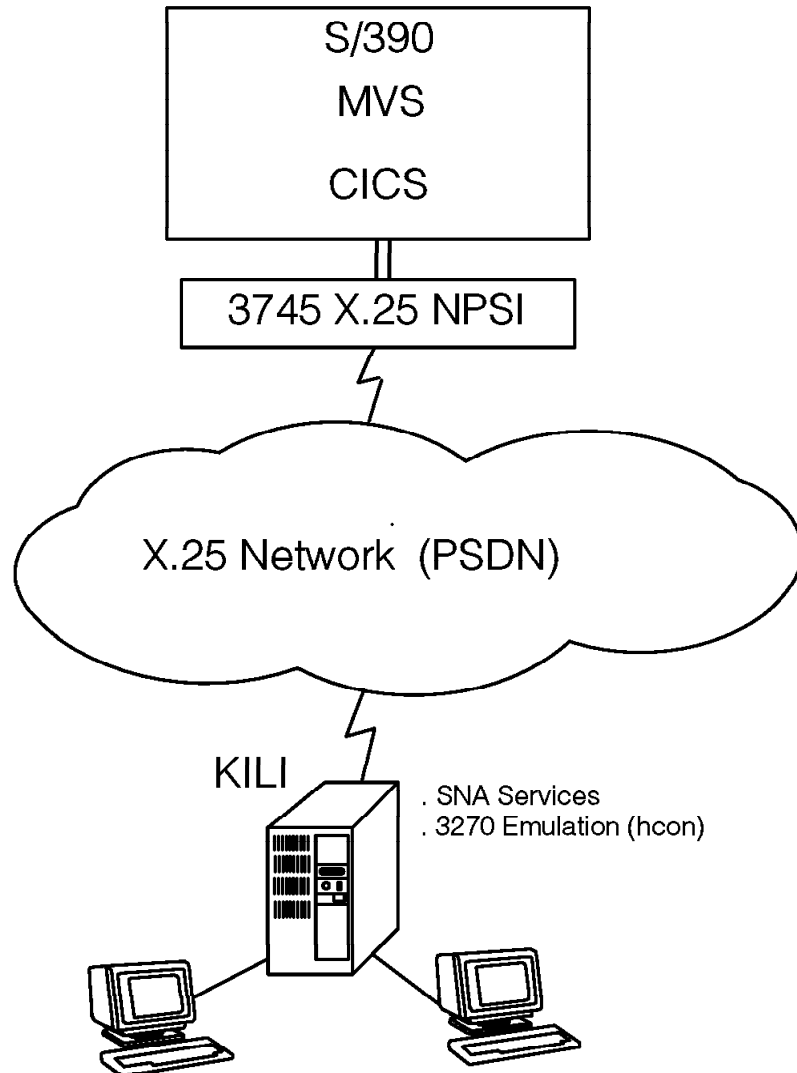 S/390
MVS
CICS
3745 X.25 NPSI
X.25 Network (PSDN)
KILI
. SNA Services
. 3270 Emulation (hcon)